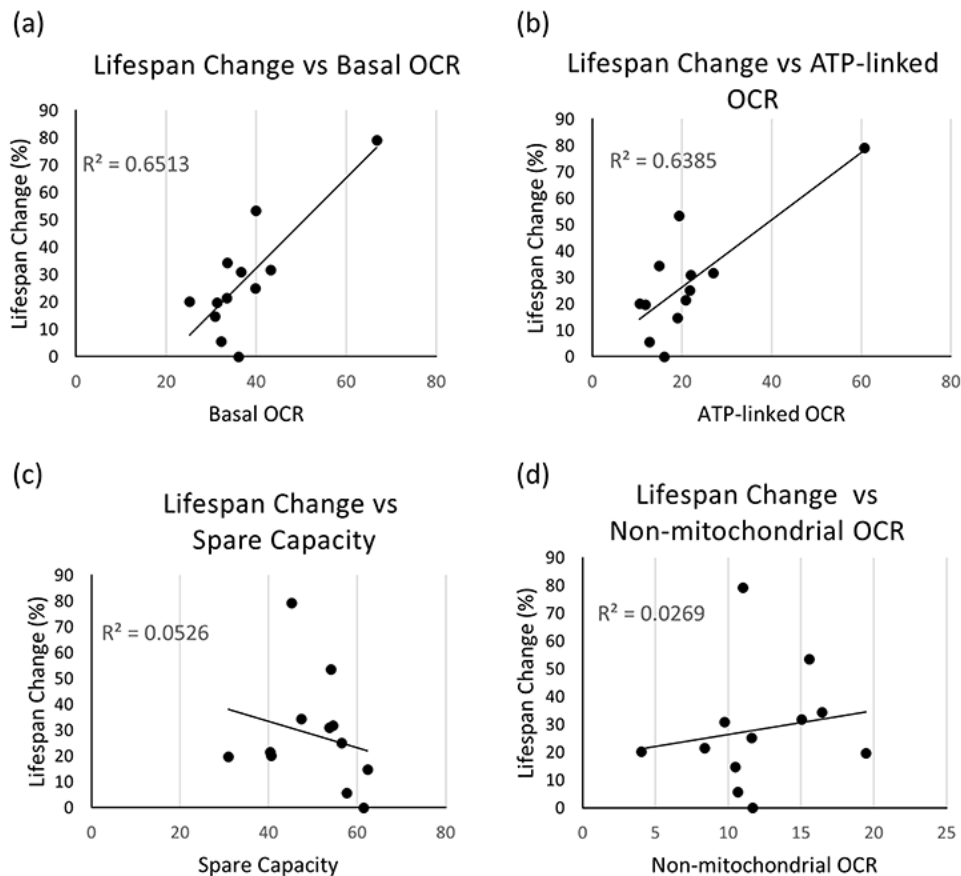 (a)
Lifespan Change vs Basal OCR
Lifespan Change (%)
90
80
70
60
50
40
30
20
10
0
R² = 0.6513
0 20 40 60 80
Basal OCR
(b)
Lifespan Change vs ATP-linked
OCR
Lifespan Change (%)
90
80
70
60
50
40
30
20
10
0
R² = 0.6385
0 20 40 60 80
ATP-linked OCR
(c)
Lifespan Change vs
Spare Capacity
Lifespan Change (%)
90
80
70
60
50
40
30
20
10
0
R² = 0.0526
0 20 40 60 80
Spare Capacity
(d)
Lifespan Change vs
Non-mitochondrial OCR
Lifespan Change (%)
90
80
70
60
50
40
30
20
10
0
R² = 0.0269
0 5 10 15 20 25
Non-mitochondrial OCR